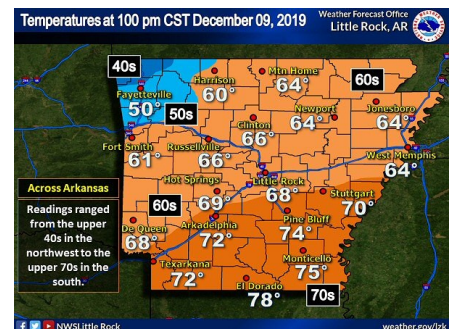 Temperatures at 100 pm CST December 09, 2019
Weather Forecast Office
Little Rock, AR
40s
Harrison
60°
Mtn Home
64°
60s
Fayetteville
50°
50s
Newport
64°
Jonesboro
64°
Clinton
66°
Fort Smith
61°
Russellville
66°
West Memphis
64°
Hot Springs
69°
Little Rock
68°
Stuttgart
70°
Across Arkansas
Readings ranged
from the upper
40s in the
northwest to the
upper 70s in the
south.
60s
De Queen
68°
Arkadelphia
72°
Pine Bluff
74°
Texarkana
72°
Monticello
75°
El Dorado
78°
70s
NWSLittle Rock
weather.gov/lzk